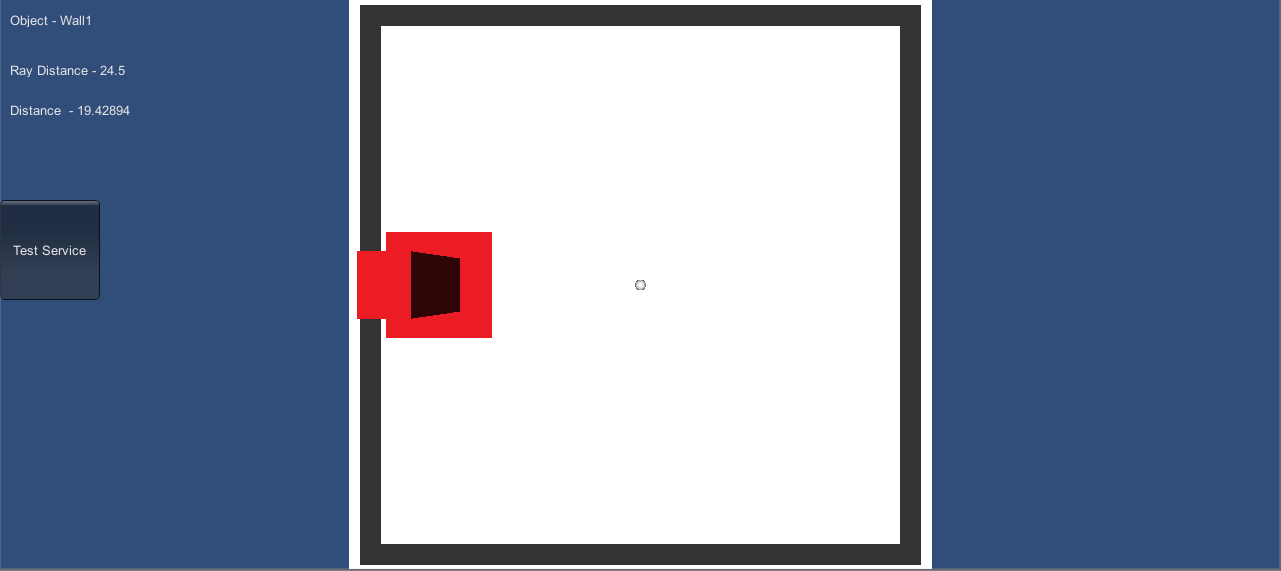 Object - Wall1
Ray Distance - 24.5
Distance  - 19.42894
Test Service